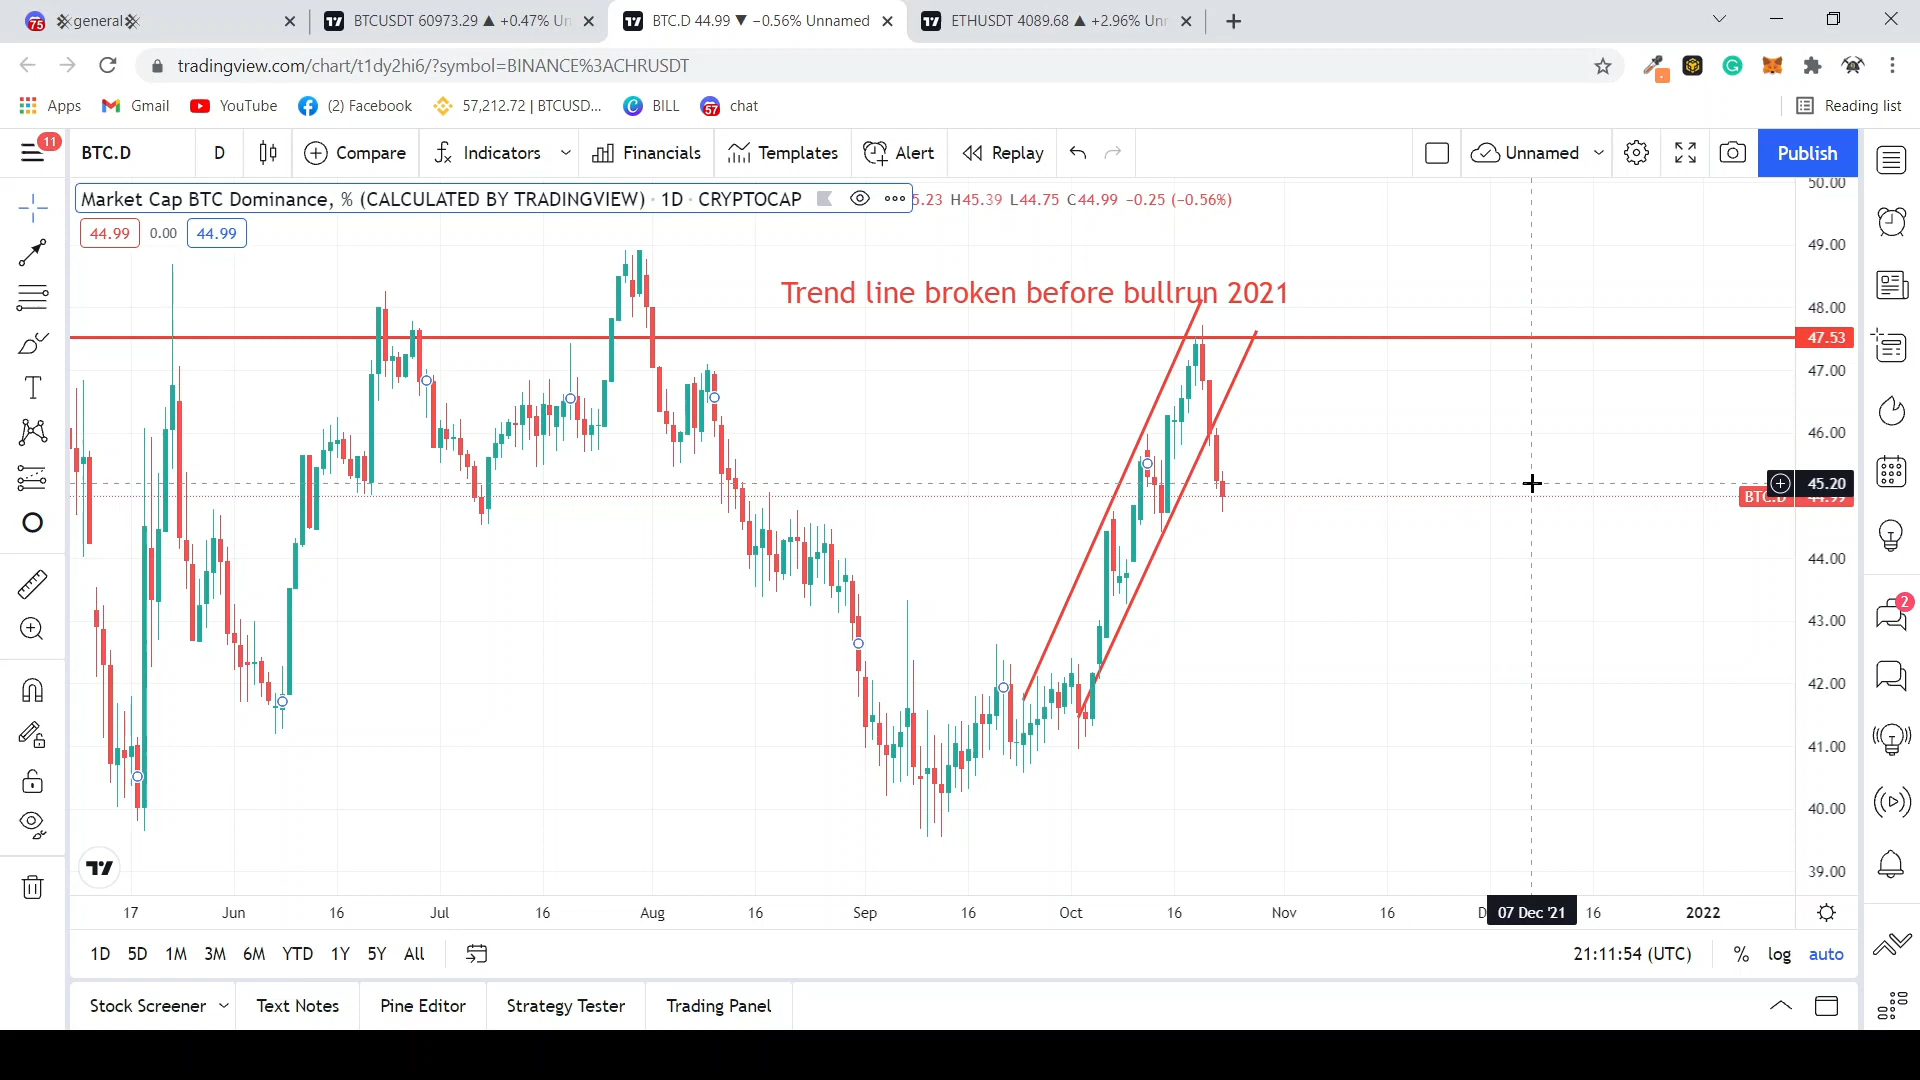 general
BTCUSDT 60973.29 ▲ +0.47% Un
BTC.D 44.99 ▼ −0.56% Unnamed
ETHUSDT 4089.68 ▲ +2.96% Unn
tradingview.com/chart/t1dy2hi6/?symbol=BINANCE%3ACHRUSDT
Apps
Gmail
YouTube
(2) Facebook
57,212.72 | BTCUSD...
BILL
57
chat
Reading list
11
BTC.D
D
Compare
Indicators
Financials
Templates
Alert
Replay
Unnamed
Publish
Market Cap BTC Dominance, % (CALCULATED BY TRADINGVIEW) · 1D · CRYPTOCAP
5.23 H45.39 L44.75 C44.99 −0.25 (−0.56%)
44.99 0.00 44.99
Trend line broken before bullrun 2021
50.00
49.00
48.00
47.53
47.00
46.00
45.20
BTC.D 44.99
44.00
43.00
42.00
41.00
40.00
39.00
2
17 Jun 16 Jul 16 Aug 16 Sep 16 Oct 16 Nov 16 D 07 Dec '21 16 2022
1D 5D 1M 3M 6M YTD 1Y 5Y All
21:11:54 (UTC) % log auto
Stock Screener
Text Notes
Pine Editor
Strategy Tester
Trading Panel